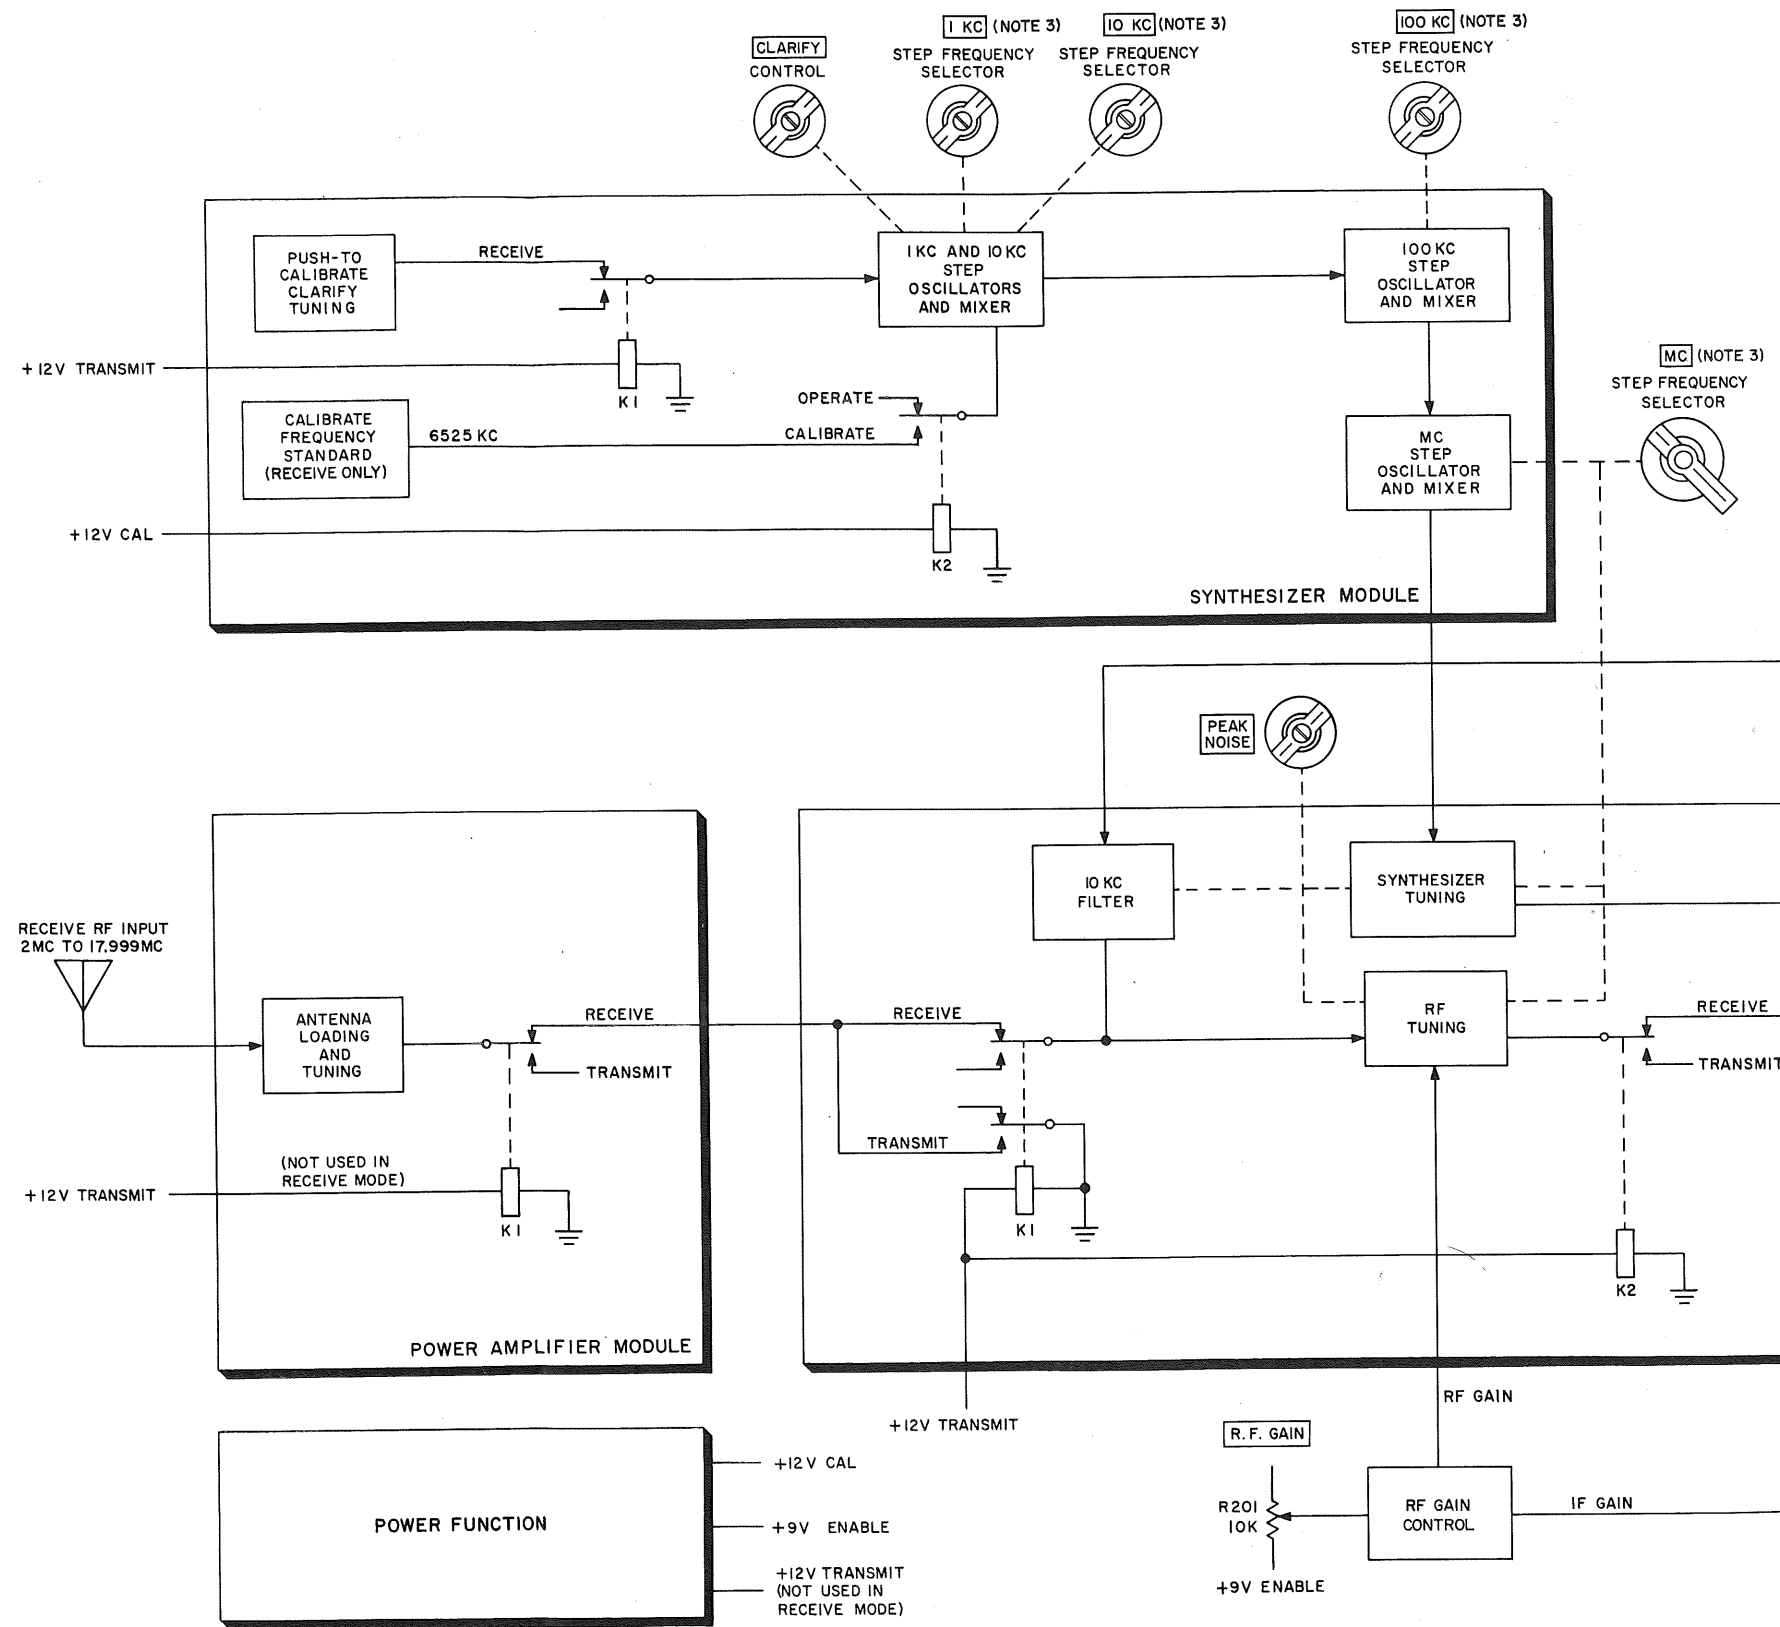 CLARIFY
CONTROL
1 KC (NOTE 3)
STEP FREQUENCY
SELECTOR
10 KC (NOTE 3)
STEP FREQUENCY
SELECTOR
100 KC (NOTE 3)
STEP FREQUENCY
SELECTOR
PUSH-TO
CALIBRATE
CLARIFY
TUNING
RECEIVE
1 KC AND 10 KC
STEP
OSCILLATORS
AND MIXER
100 KC
STEP
OSCILLATOR
AND MIXER
+12V TRANSMIT
K1
MC (NOTE 3)
STEP FREQUENCY
SELECTOR
CALIBRATE
FREQUENCY
STANDARD
(RECEIVE ONLY)
6525 KC
OPERATE
CALIBRATE
MC
STEP
OSCILLATOR
AND MIXER
+12V CAL
K2
SYNTHESIZER MODULE
PEAK
NOISE
10 KC
FILTER
SYNTHESIZER
TUNING
RECEIVE RF INPUT
2MC TO 17.999MC
ANTENNA
LOADING
AND
TUNING
RECEIVE
TRANSMIT
RECEIVE
RF
TUNING
RECEIVE
TRANSMIT
TRANSMIT
(NOT USED IN
RECEIVE MODE)
+12V TRANSMIT
K1
K1
K2
POWER AMPLIFIER MODULE
+12V TRANSMIT
RF GAIN
R.F. GAIN
POWER FUNCTION
+12V CAL
+9V ENABLE
+12V TRANSMIT
(NOT USED IN
RECEIVE MODE)
R201
10K
+9V ENABLE
RF GAIN
CONTROL
IF GAIN